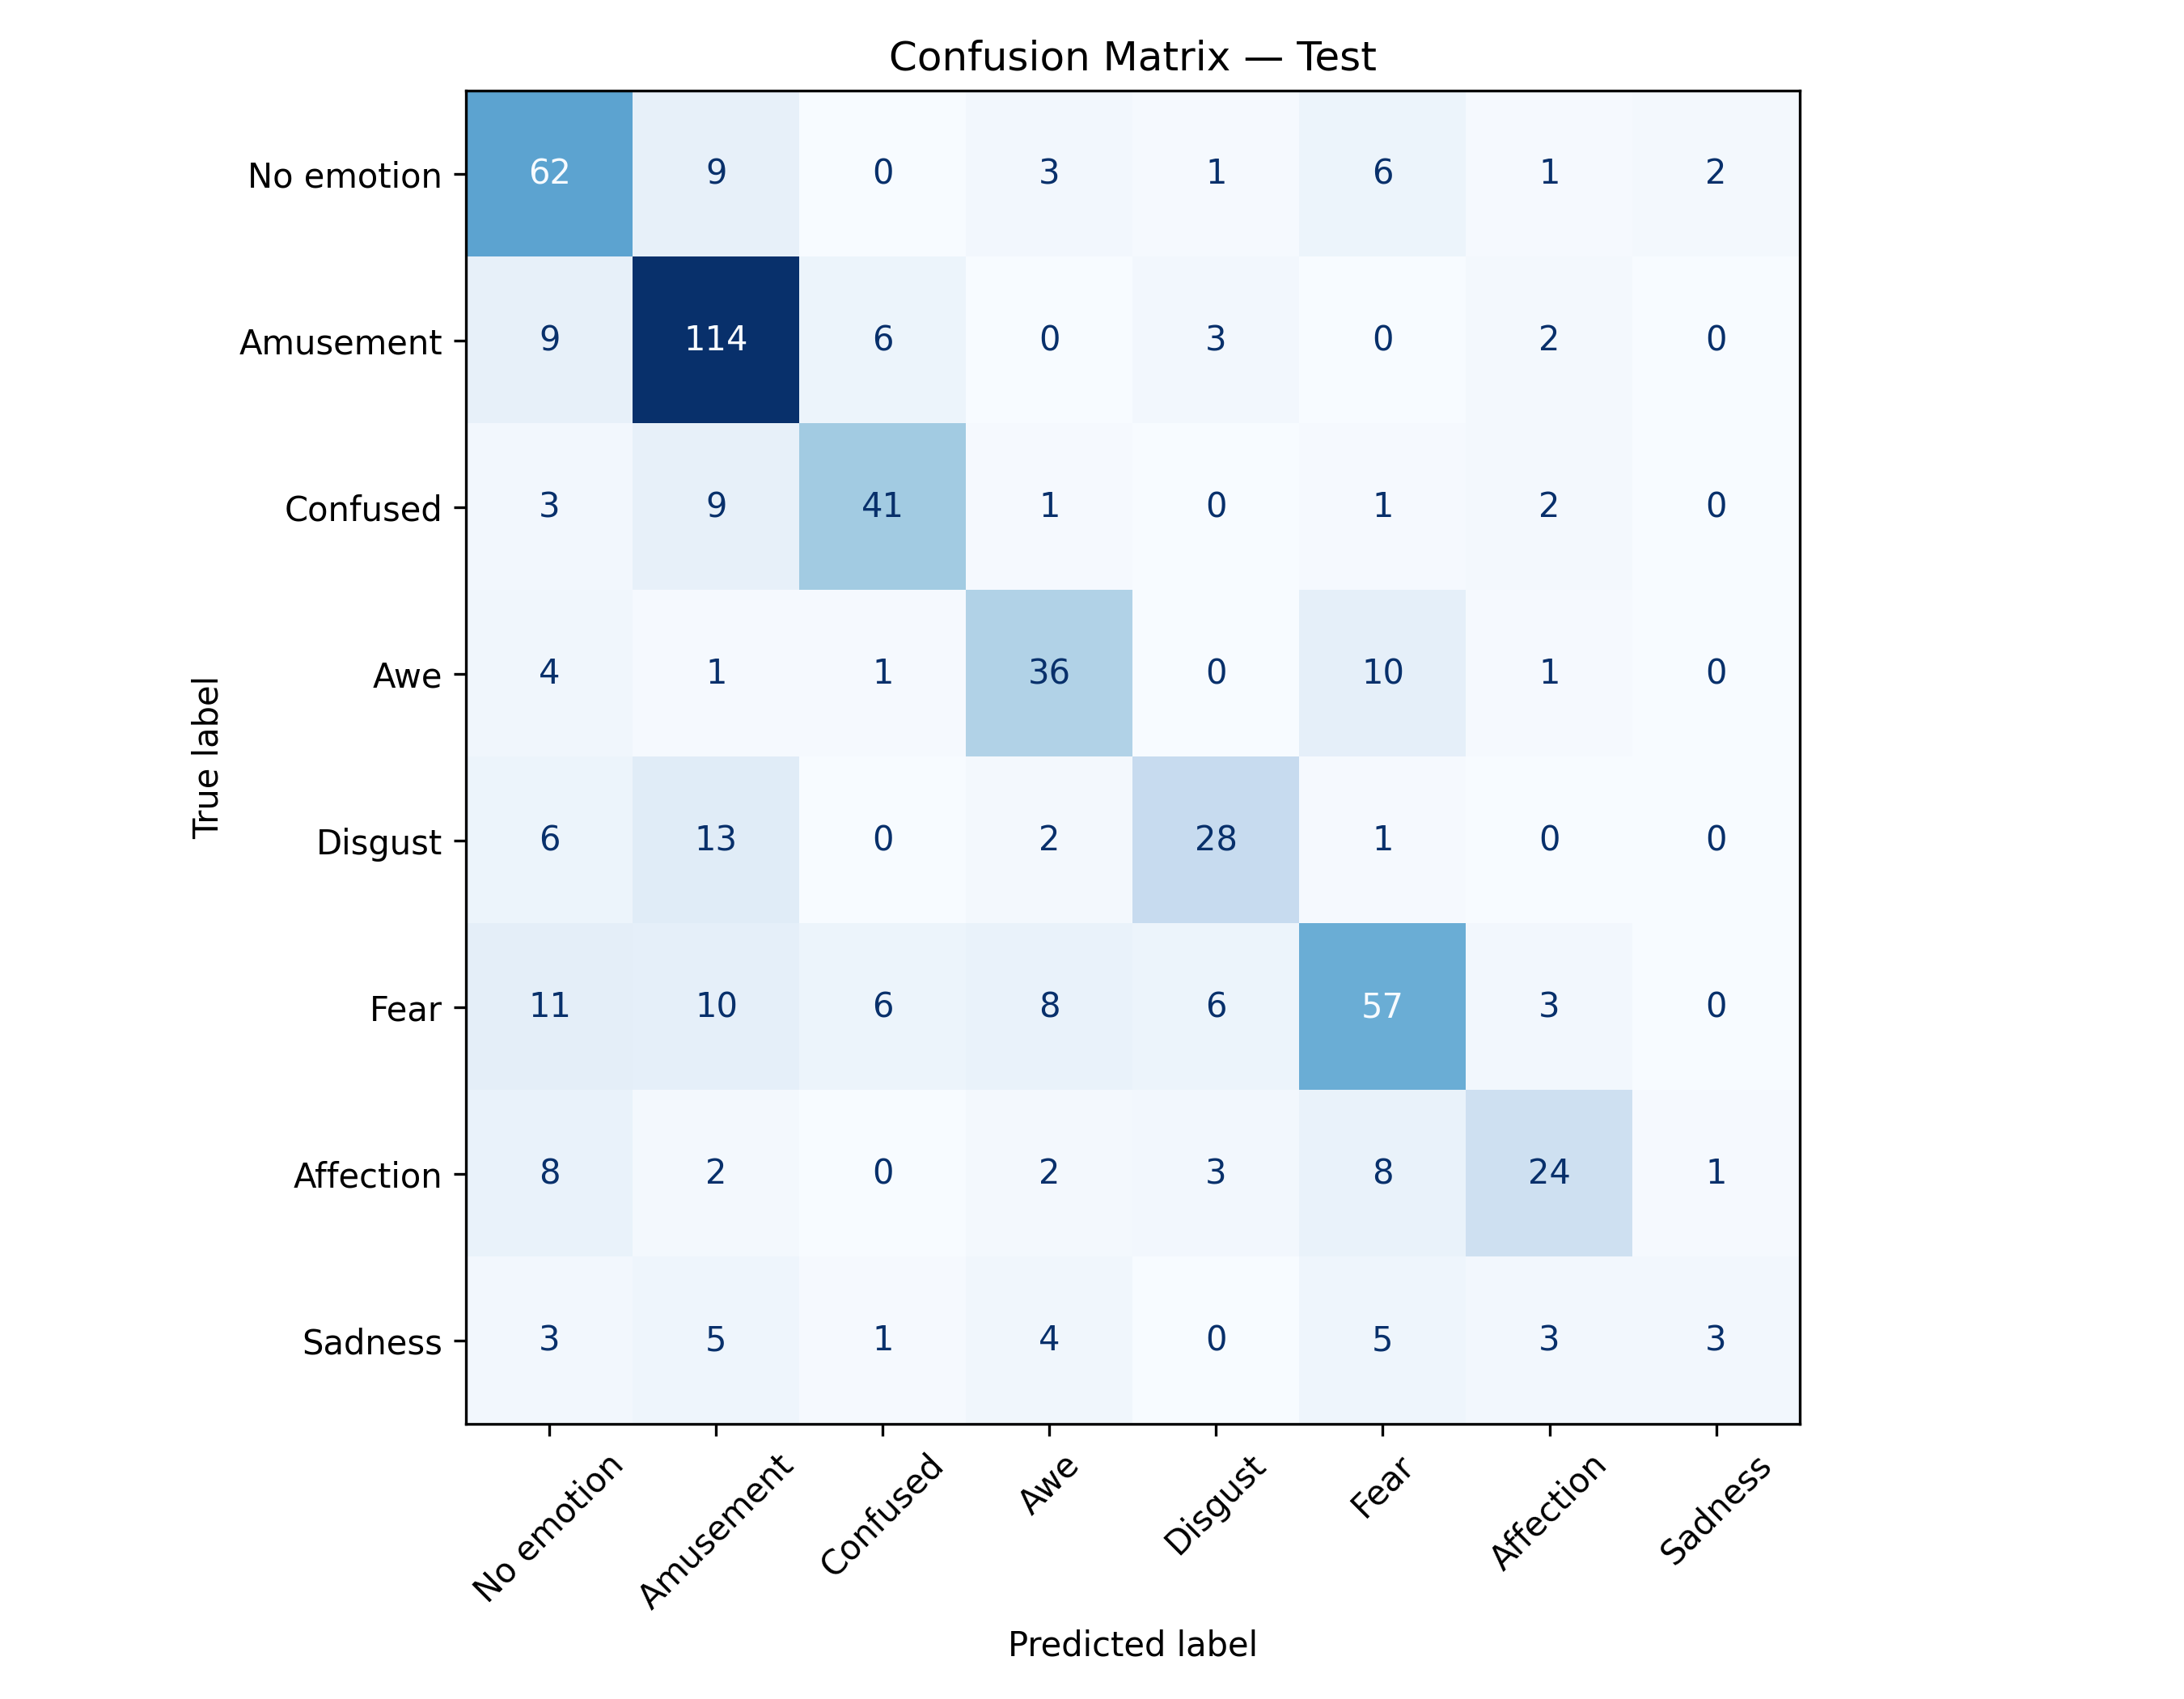 Confusion Matrix — Test
No emotion 62 9 0 3 1 6 1 2
Amusement 9 114 6 0 3 0 2 0
Confused 3 9 41 1 0 1 2 0
Awe 4 1 1 36 0 10 1 0
Disgust 6 13 0 2 28 1 0 0
Fear 11 10 6 8 6 57 3 0
Affection 8 2 0 2 3 8 24 1
Sadness 3 5 1 4 0 5 3 3
True label
No emotion Amusement Confused Awe Disgust Fear Affection Sadness
Predicted label